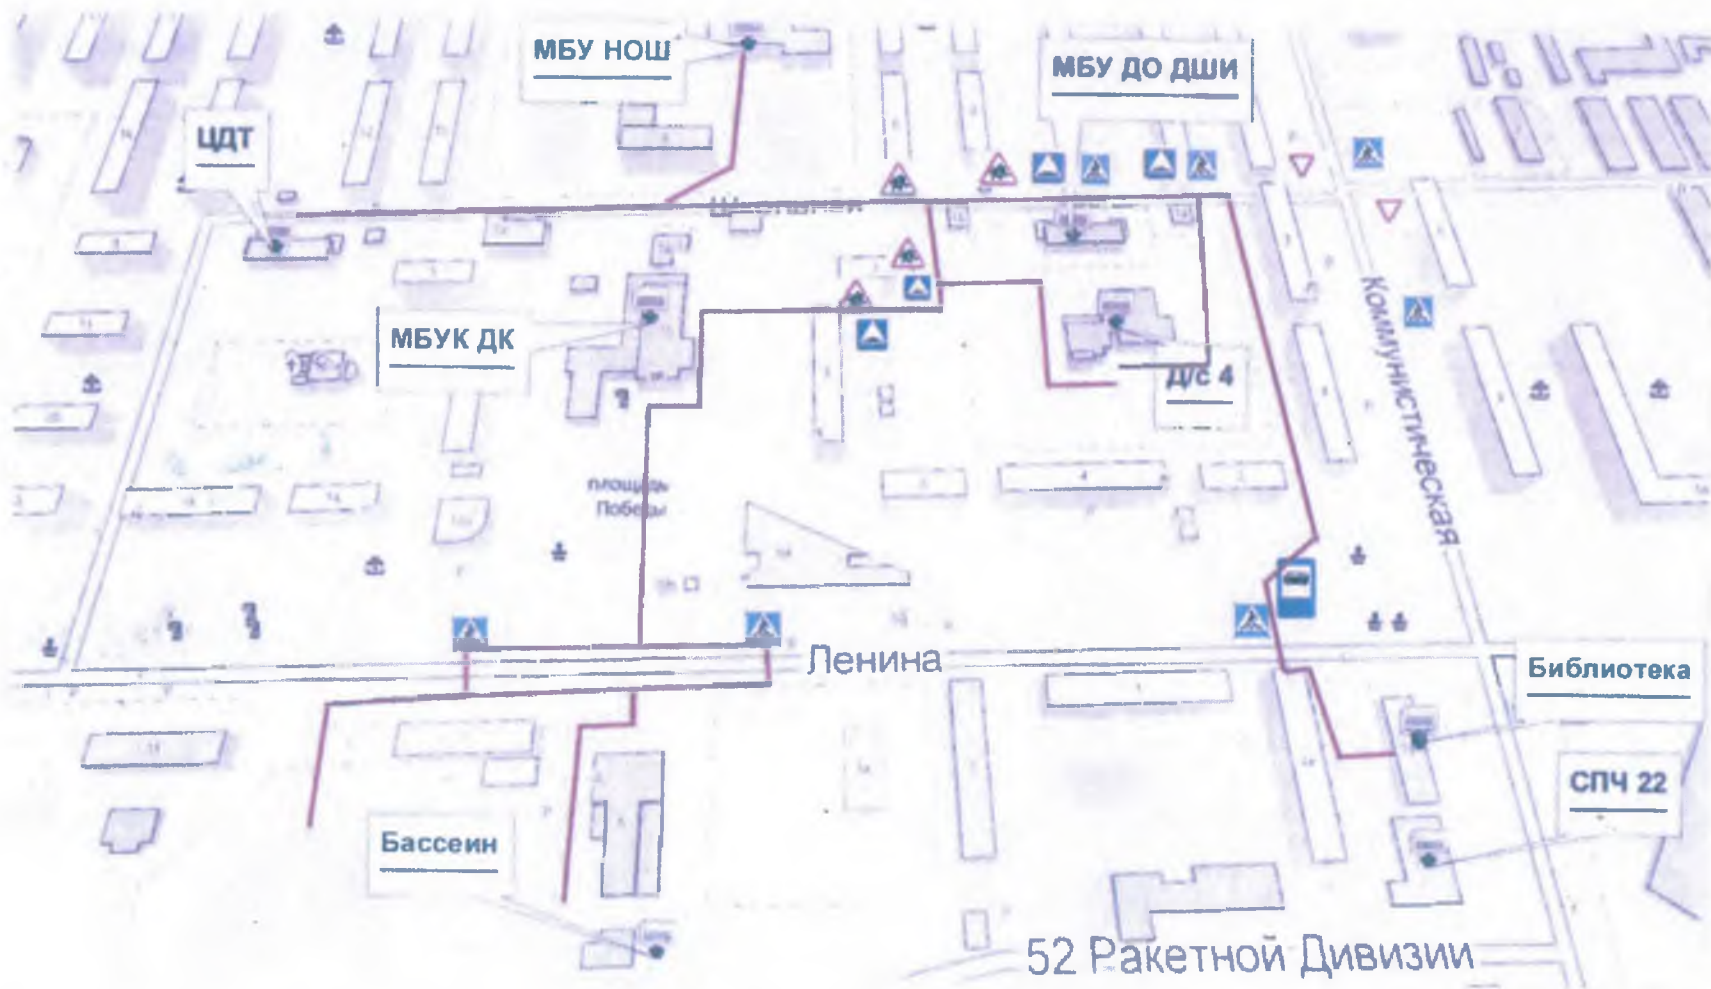 МБУ НОШ
МБУ ДО ДШИ
ЦДТ
МБУК ДК
Д/с 4
Коммунистическая
площадь
Победы
Ленина
Библиотека
СПЧ 22
Бассеин
52 Ракетной Дивизии